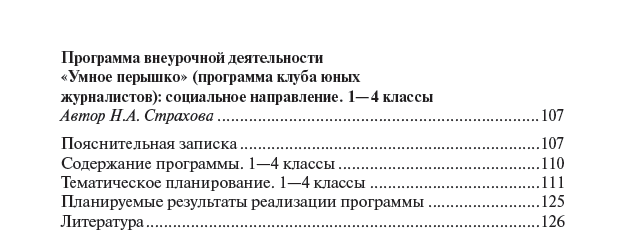 Программа внеурочной деятельности
«Умное перышко» (программа клуба юных
журналистов): социальное направление. 1—4 классы
Автор Н.А. Страхова ........................................................................ 107
Пояснительная записка ........................................................................ 107
Содержание программы. 1—4 классы ........................................................ 110
Тематическое планирование. 1—4 классы ................................................ 111
Планируемые результаты реализации программы .................................. 125
Литература ........................................................................................ 126